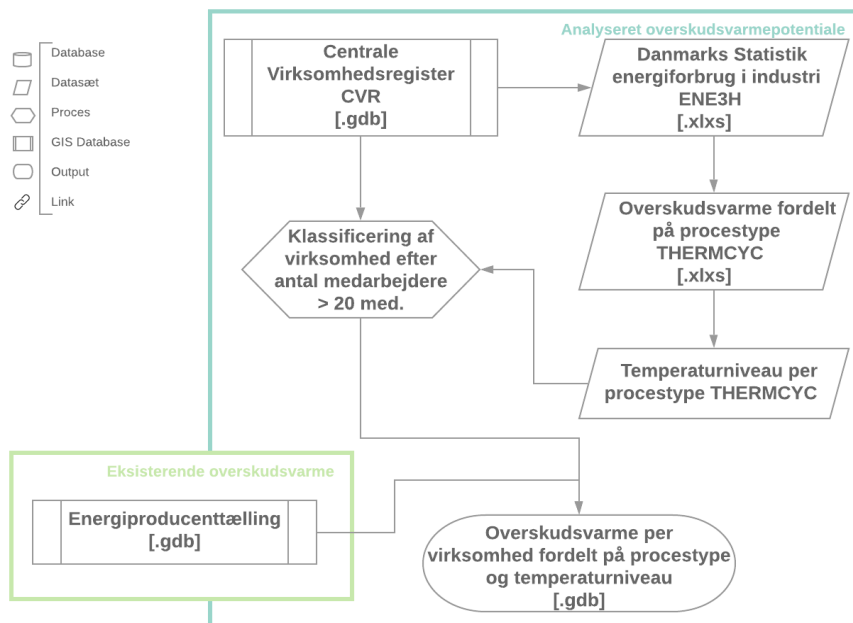 Database
Datasæt
Proces
GIS Database
Output
Link
Analyseret overskudsvarmepotentiale
Centrale
Virksomhedsregister
CVR
[.gdb]
Danmarks Statistik
energiforbrug i industri
ENE3H
[.xlxs]
Overskudsvarme fordelt
på procestype
THERMCYC
[.xlxs]
Klassificering af
virksomhed efter
antal medarbejdere
> 20 med.
Temperaturniveau per
procestype THERMCYC
Eksisterende overskudsvarme
Energiproducenttælling
[.gdb]
Overskudsvarme per
virksomhed fordelt på procestype
og temperaturniveau
[.gdb]